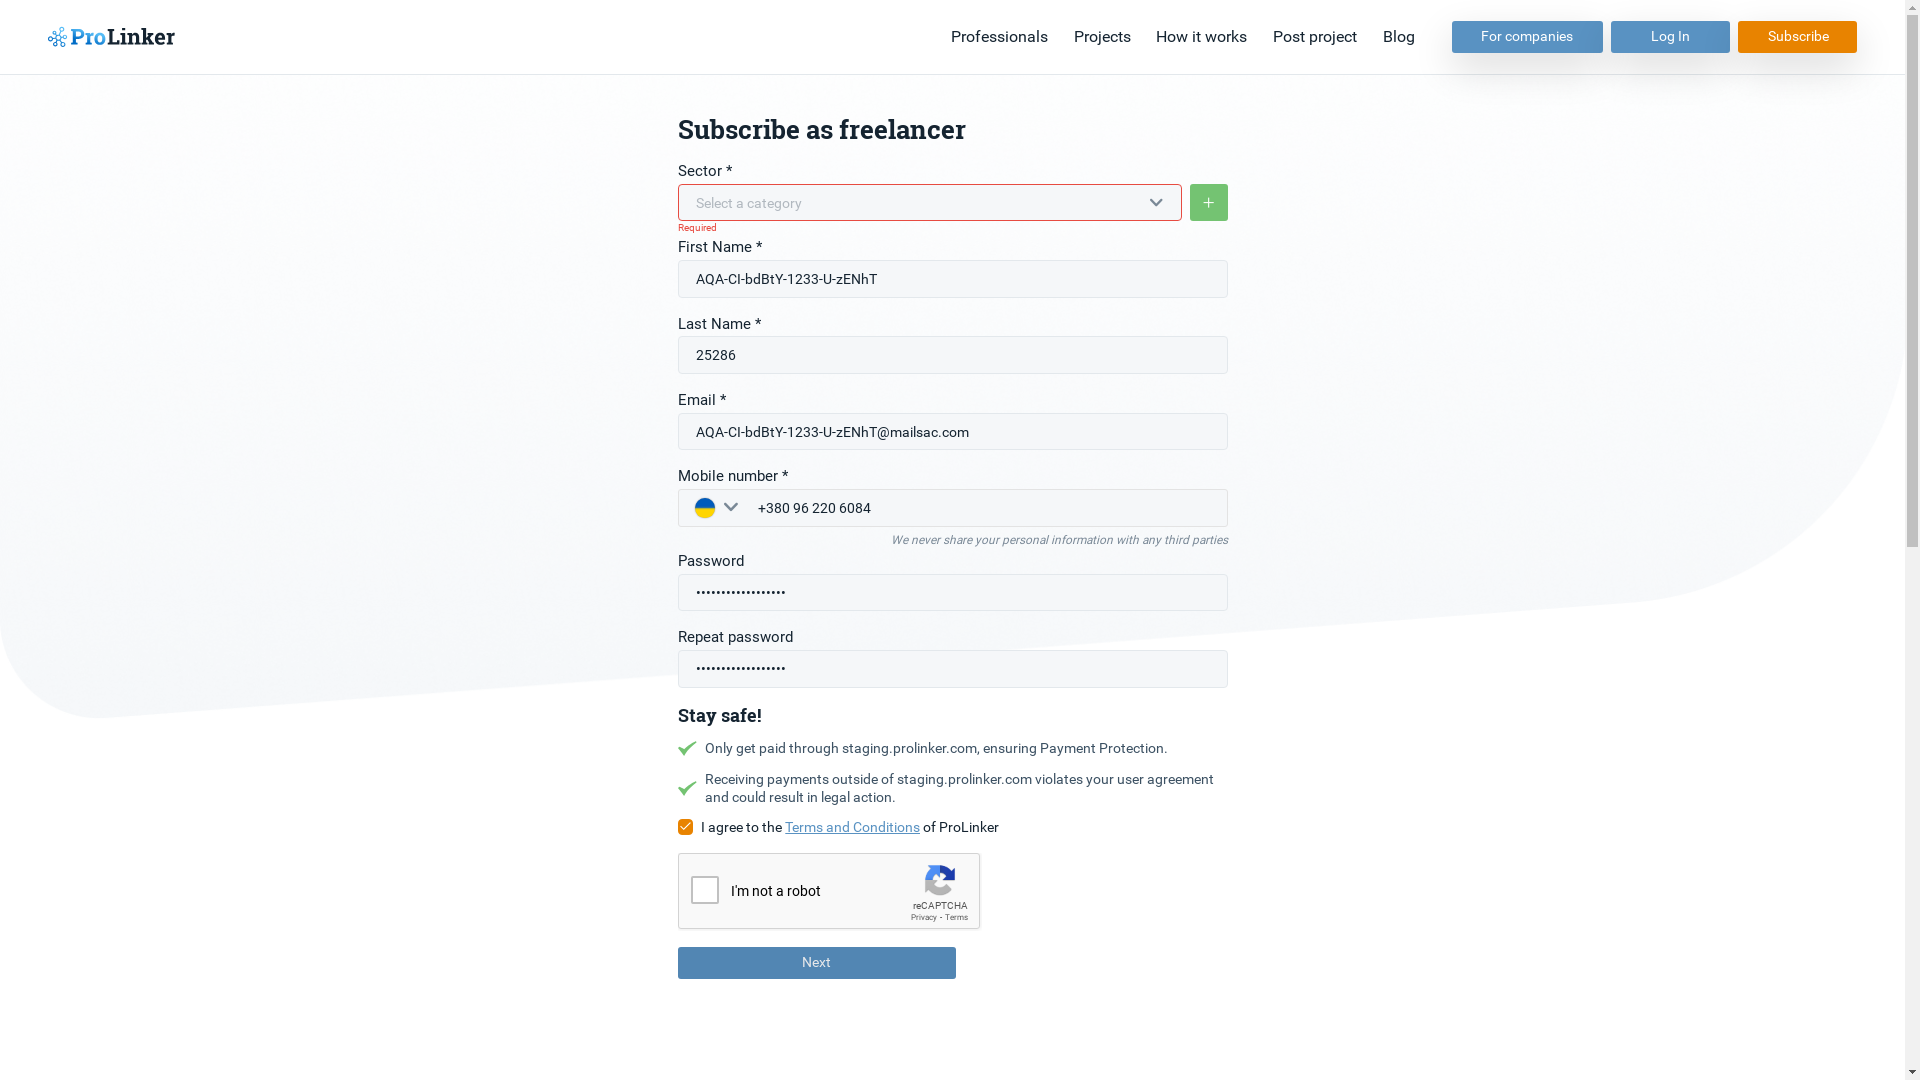 ProLinker
Professionals
Projects
How it works
Post project
Blog
For companies
Log In
Subscribe
Subscribe as freelancer
Sector *
Select a category
+
Required
First Name *
AQA-CI-bdBtY-1233-U-zENhT
Last Name *
25286
Email *
AQA-CI-bdBtY-1233-U-zENhT@mailsac.com
Mobile number *
+380 96 220 6084
We never share your personal information with any third parties
Password
••••••••••••••••••
Repeat password
••••••••••••••••••
Stay safe!
Only get paid through staging.prolinker.com, ensuring Payment Protection.
Receiving payments outside of staging.prolinker.com violates your user agreement
and could result in legal action.
I agree to the Terms and Conditions of ProLinker
I'm not a robot
reCAPTCHA
Privacy - Terms
Next